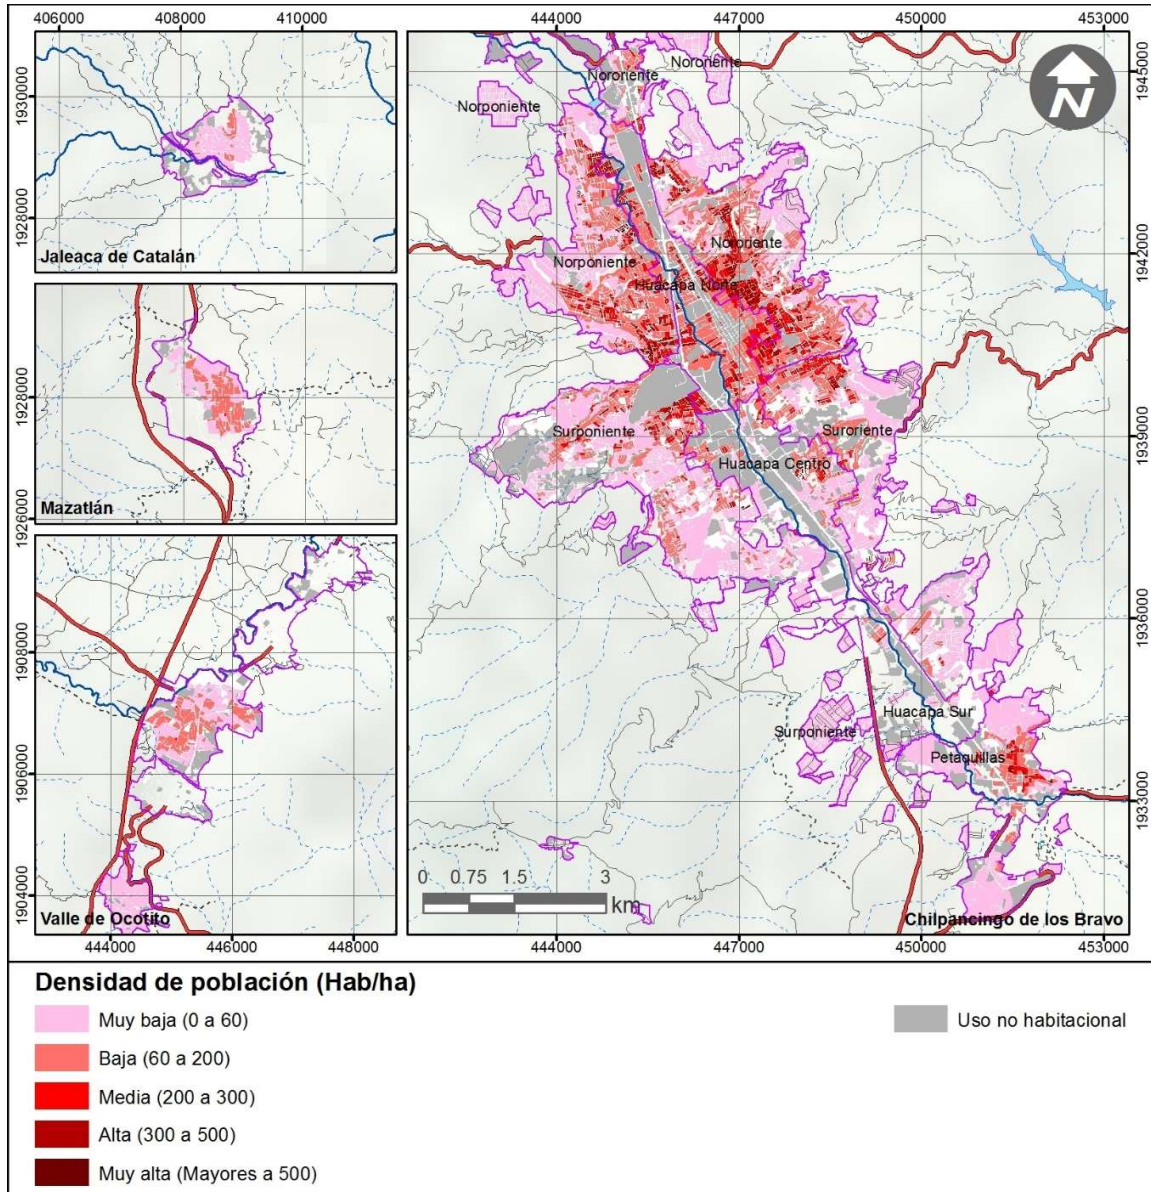 406000 408000 410000
1930000
1928000
Jaleaca de Catalán
1928000
1926000
Mazatlán
1908000
1906000
1904000
Valle de Ocotito
444000 446000 448000
444000 447000 450000 453000
1945000
1942000
1939000
1936000
1933000
N
Nororiente
Nororiente
Norponiente
Nororiente
Norponiente
Huacapa Norte
Surponiente
Suroriente
Huacapa Centro
Huacapa Sur
Surponiente
Petaquillas
0 0.75 1.5 3
km
Chilpancingo de los Bravo
444000 447000 450000 453000
Densidad de población (Hab/ha)
Muy baja (0 a 60)
Baja (60 a 200)
Media (200 a 300)
Alta (300 a 500)
Muy alta (Mayores a 500)
Uso no habitacional